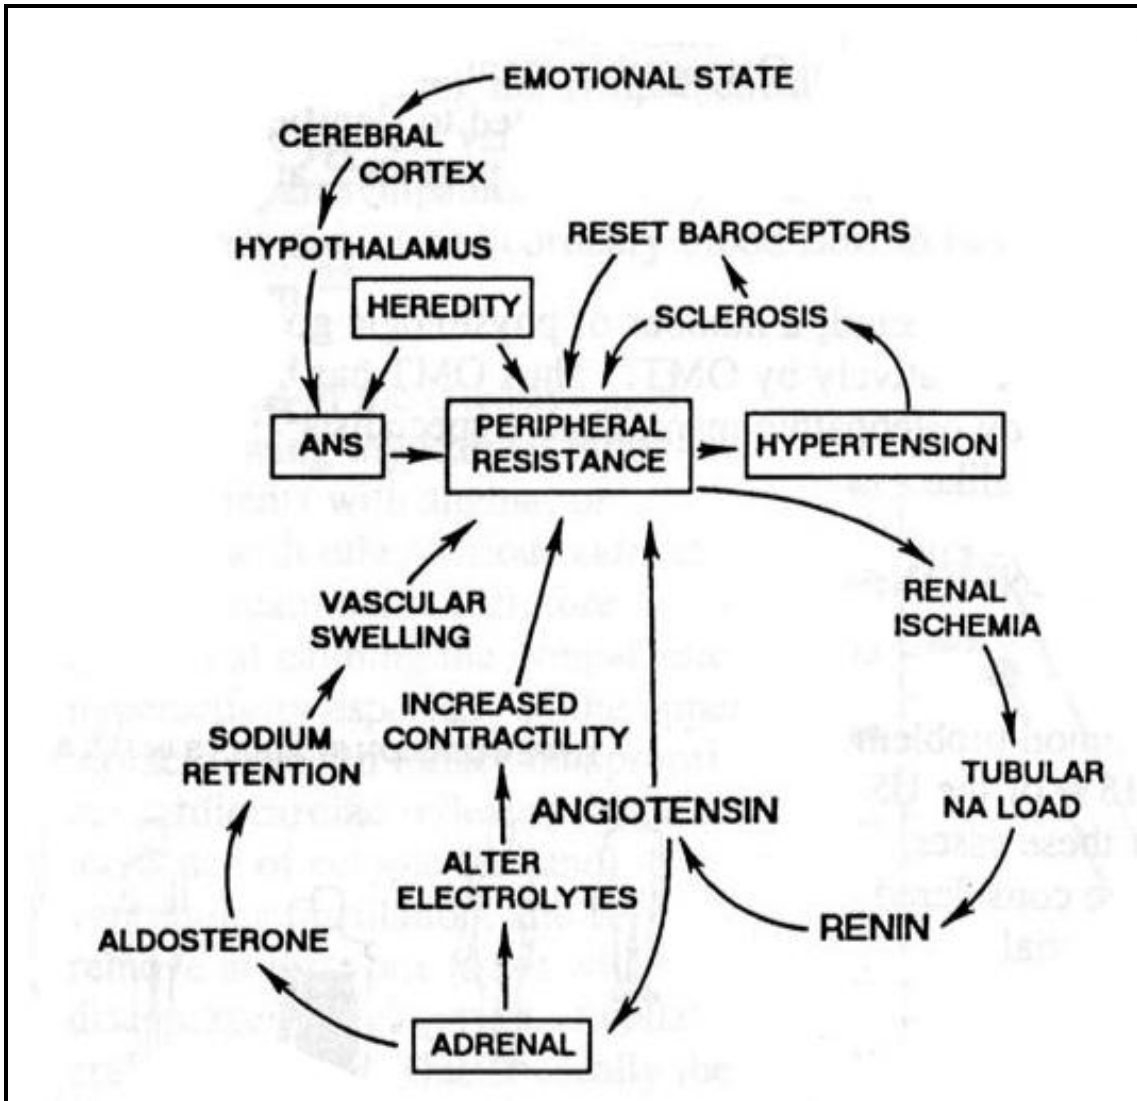 EMOTIONAL STATE
CEREBRAL
CORTEX
HYPOTHALAMUS
RESET BAROCEPTORS
HEREDITY
SCLEROSIS
ANS
PERIPHERAL
RESISTANCE
HYPERTENSION
VASCULAR
SWELLING
RENAL
ISCHEMIA
INCREASED
CONTRACTILITY
SODIUM
RETENTION
TUBULAR
NA LOAD
ANGIOTENSIN
ALTER
ELECTROLYTES
RENIN
ALDOSTERONE
ADRENAL